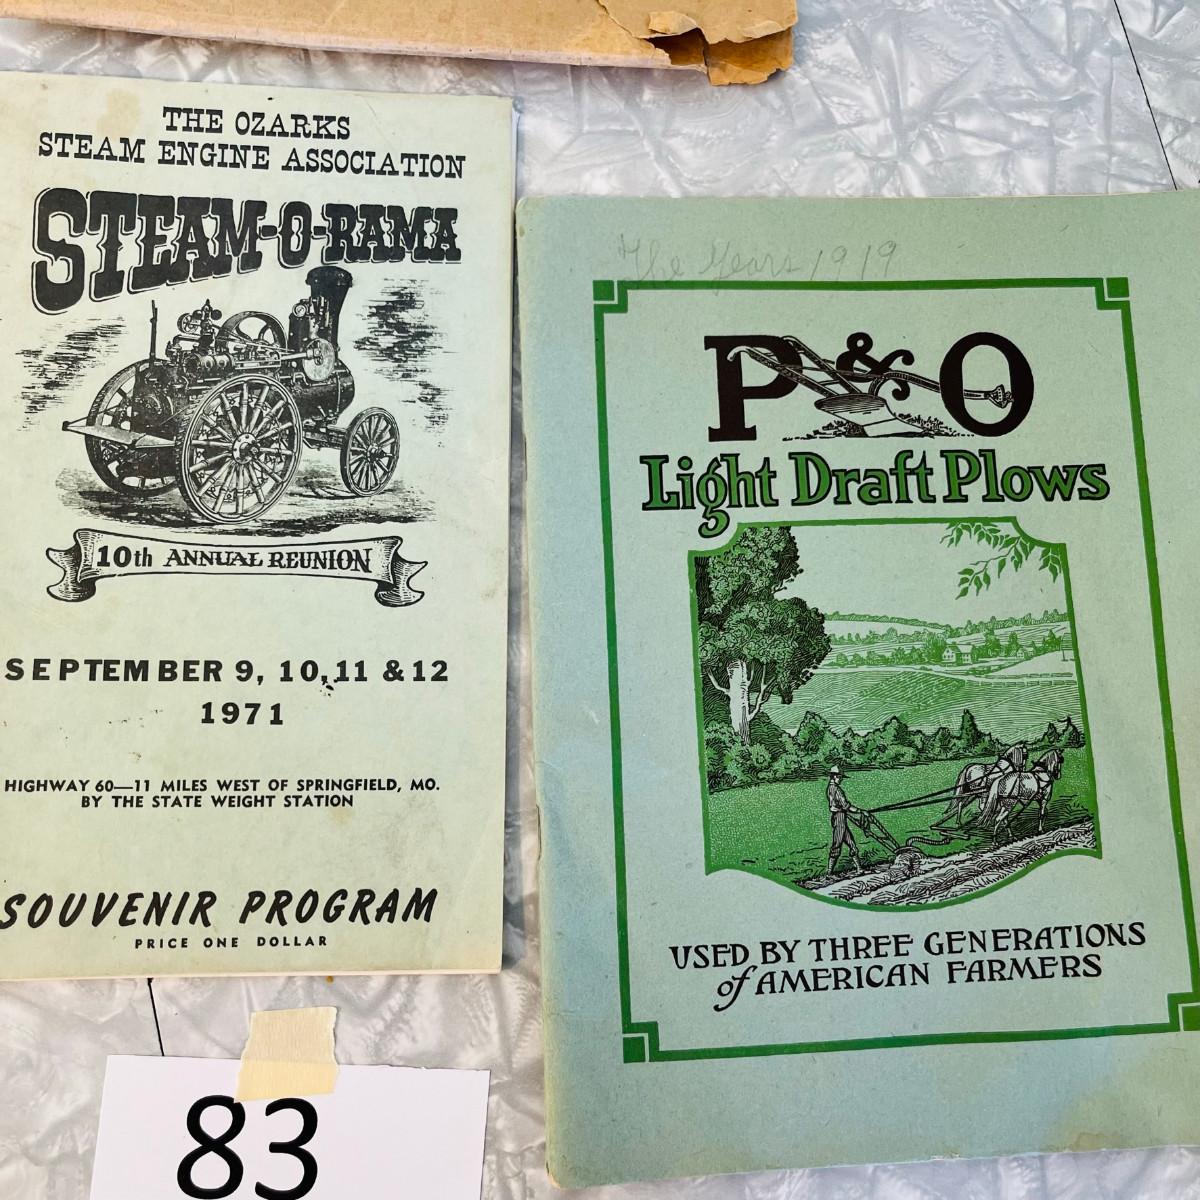 THE OZARKS
STEAM ENGINE ASSOCIATION
STEAM-O-RAMA
10th ANNUAL REUNION
SEPTEMBER 9, 10, 11 & 12
1971
HIGHWAY 60—11 MILES WEST OF SPRINGFIELD, MO.
BY THE STATE WEIGHT STATION
SOUVENIR PROGRAM
PRICE ONE DOLLAR
83
The Years 1919
P&O
Light Draft Plows
USED BY THREE GENERATIONS
of AMERICAN FARMERS